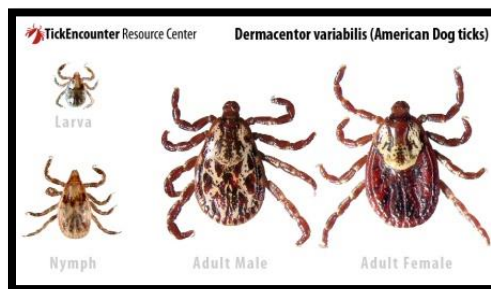 TickEncounter Resource Center
Dermacentor variabilis (American Dog ticks)
Larva
Nymph
Adult Male
Adult Female